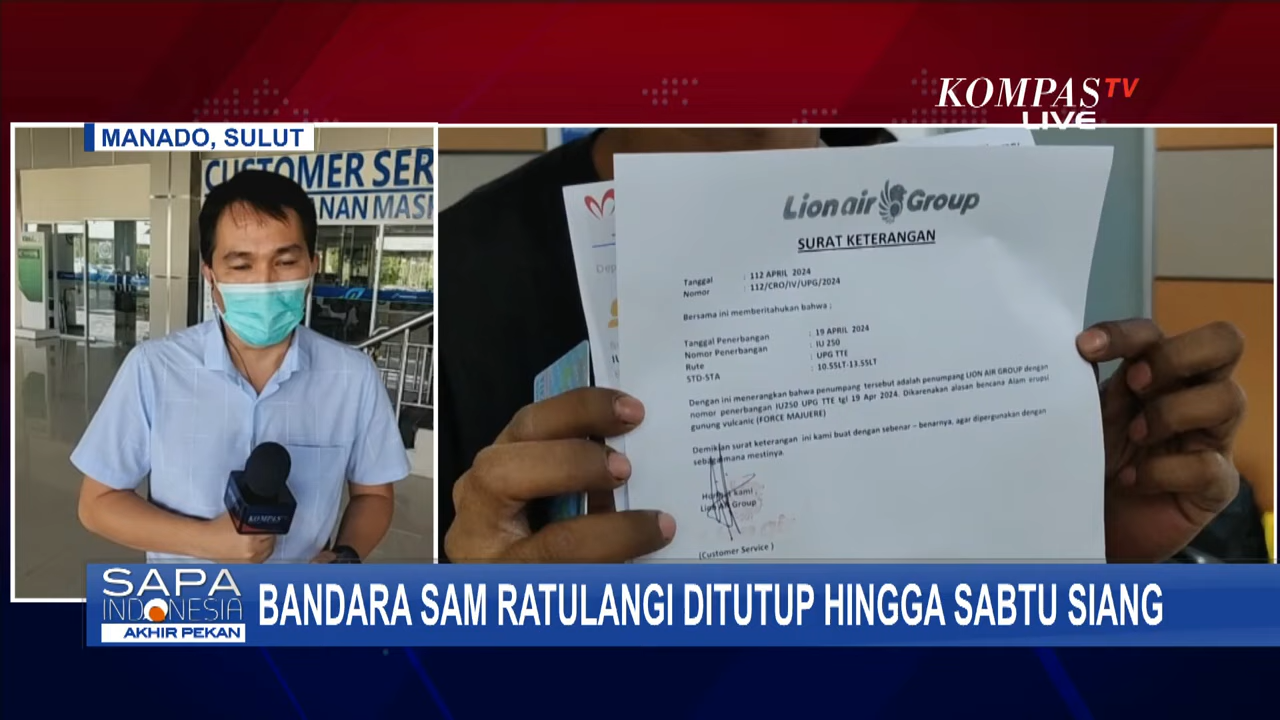 KOMPAS TV
LIVE
MANADO, SULUT
CUSTOMER SER
ANAN MASK
KOMPAS
Lion air Group
SURAT KETERANGAN
Tanggal : 112 APRIL 2024
Nomor : 112/CRO/IV/UPG/2024
Bersama ini memberitahukan bahwa ;
Tanggal Penerbangan : 19 APRIL 2024
Nomor Penerbangan : IU 250
Rute : UPG TTE
STD-STA : 10.55LT-13.55LT
Dengan ini menerangkan bahwa penumpang tersebut adalah penumpang LION AIR GROUP dengan
nomor penerbangan IU250 UPG TTE tgl 19 Apr 2024. Dikarenakan alasan bencana Alam erupsi
gunung vulcanic (FORCE MAJUERE)
Demikian surat keterangan ini kami buat dengan sebenar – benarnya, agar dipergunakan dengan
sebagaimana mestinya.
Hormat kami
Lion Air Group
(Customer Service )
SAPA
INDONESIA
AKHIR PEKAN
BANDARA SAM RATULANGI DITUTUP HINGGA SABTU SIANG